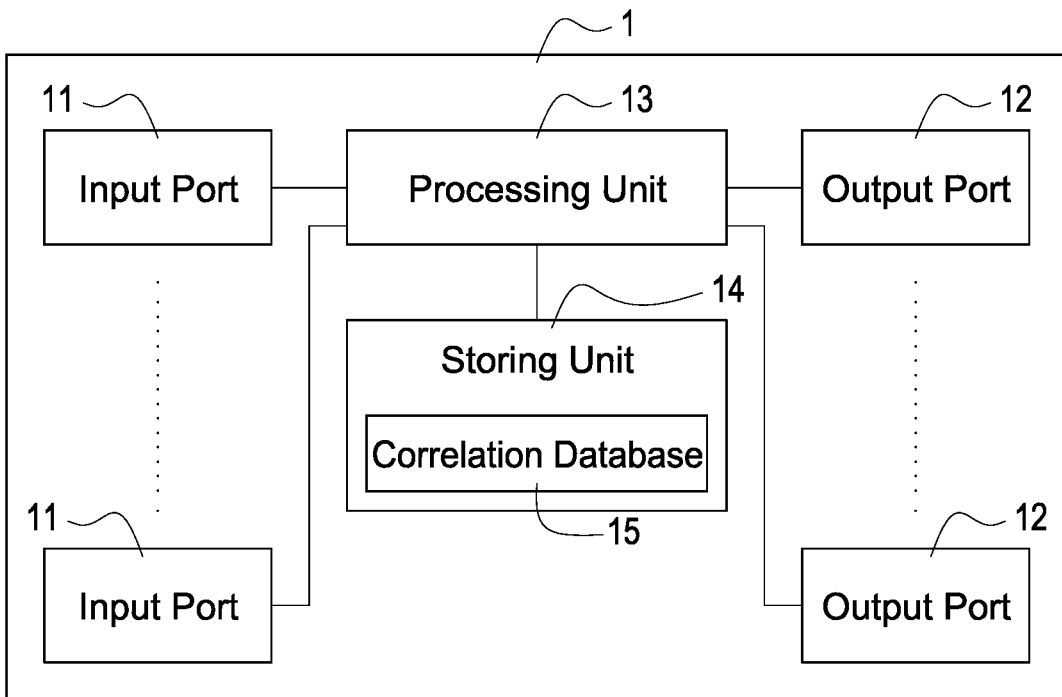 1
11
13
12
Input Port
Processing Unit
Output Port
14
Storing Unit
Correlation Database
11
15
12
Input Port
Output Port